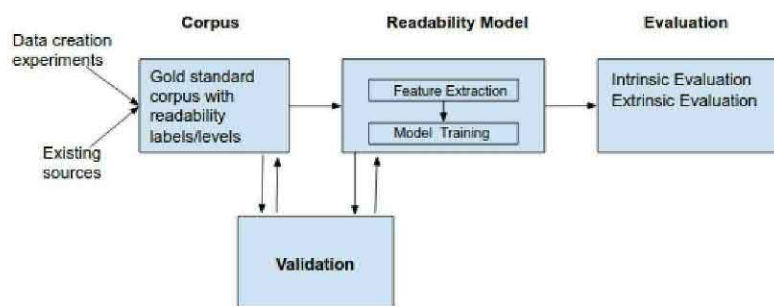 Corpus
Readability Model
Evaluation
Data creation
experiments
Gold standard
corpus with
readability
labels/levels
Existing
sources
Feature Extraction
Model Training
Intrinsic Evaluation
Extrinsic Evaluation
Validation